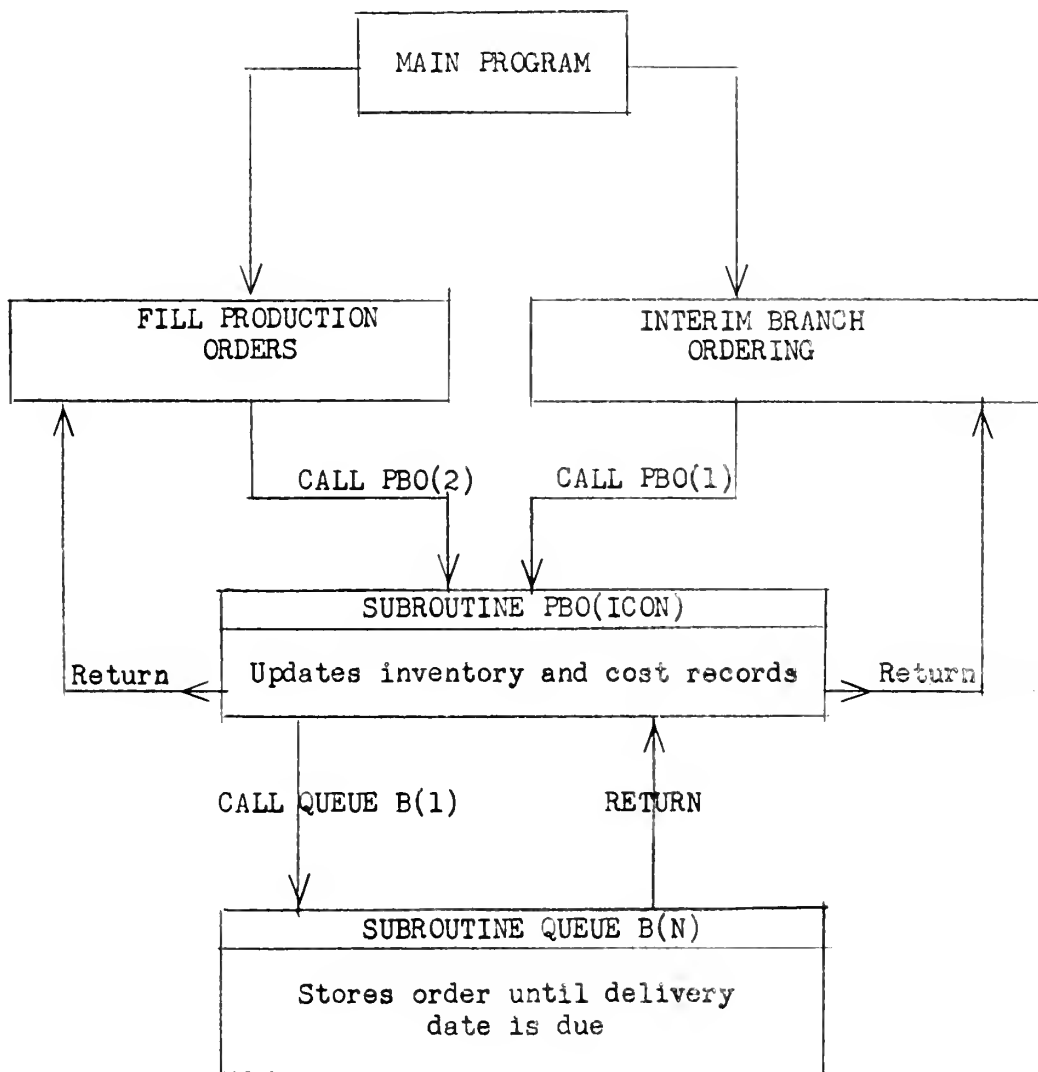 MAIN PROGRAM
FILL PRODUCTION
ORDERS
INTERIM BRANCH
ORDERING
CALL PBO(2)
CALL PBO(1)
SUBROUTINE PBO(ICON)
Return
Updates inventory and cost records
Return
CALL QUEUE B(1)
RETURN
SUBROUTINE QUEUE B(N)
Stores order until delivery
date is due